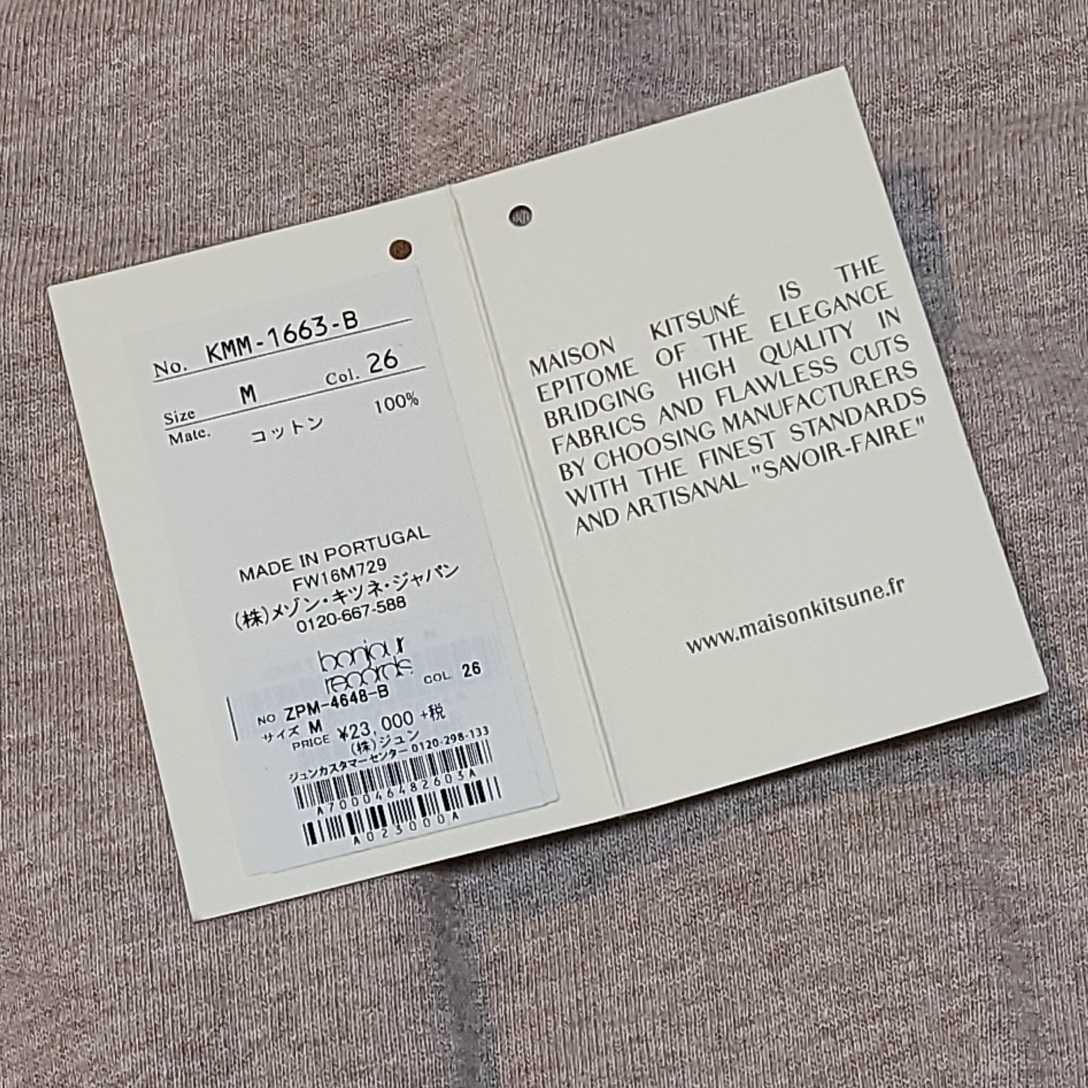 No. KMM-1663-B
Size M Col. 26
Mate. コットン 100%
MADE IN PORTUGAL
FW16M729
(株)メゾン・キツネ・ジャパン
0120-667-588
bonjour
records.
COL 26
NO ZPM-4648-B
サイズ M
PRICE ¥23,000 +税
(株)ジュン
ジュンカスタマーセンター 0120-298-133
A700046482603A
A023000A
MAISON KITSUNÉ IS THE
EPITOME OF THE ELEGANCE
BRIDGING HIGH QUALITY IN
FABRICS AND FLAWLESS CUTS
BY CHOOSING MANUFACTURERS
WITH THE FINEST STANDARDS
AND ARTISANAL "SAVOIR-FAIRE"
www.maisonkitsune.fr